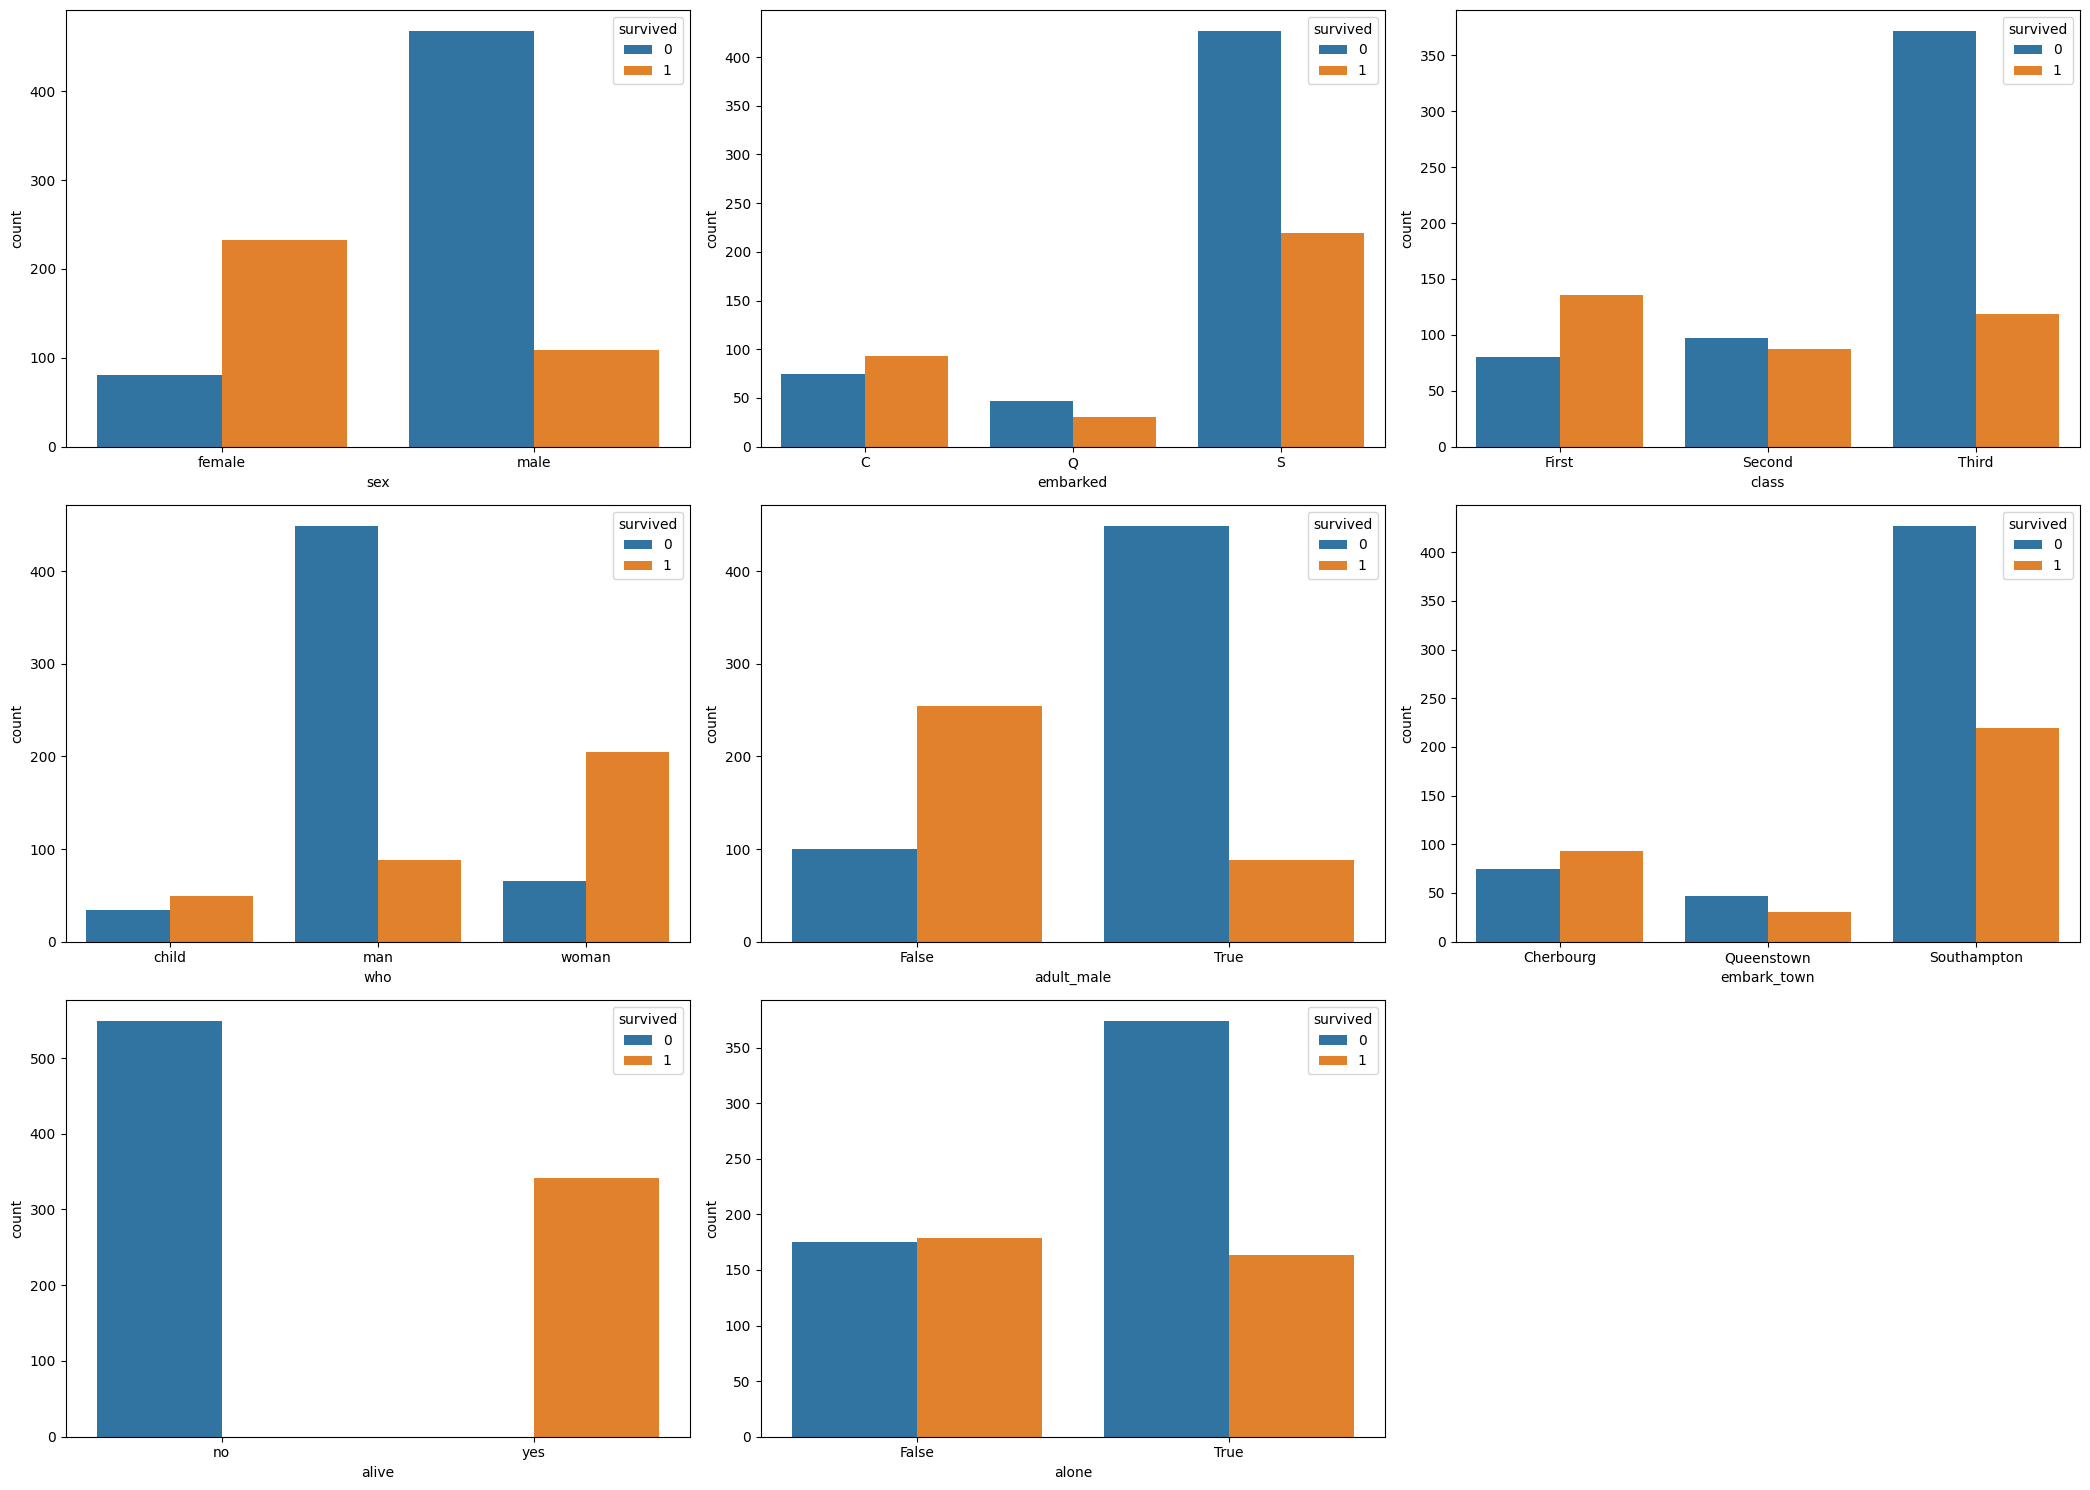 survived
0
1
400
300
200
100
0
count
female male
sex
survived
0
1
400
350
300
250
200
150
100
50
0
count
C Q S
embarked
survived
0
1
350
300
250
200
150
100
50
0
count
First Second Third
class
survived
0
1
400
300
200
100
0
count
child man woman
who
survived
0
1
400
300
200
100
0
count
False True
adult_male
survived
0
1
400
350
300
250
200
150
100
50
0
count
Cherbourg Queenstown Southampton
embark_town
survived
0
1
500
400
300
200
100
0
count
no yes
alive
survived
0
1
350
300
250
200
150
100
50
0
count
False True
alone